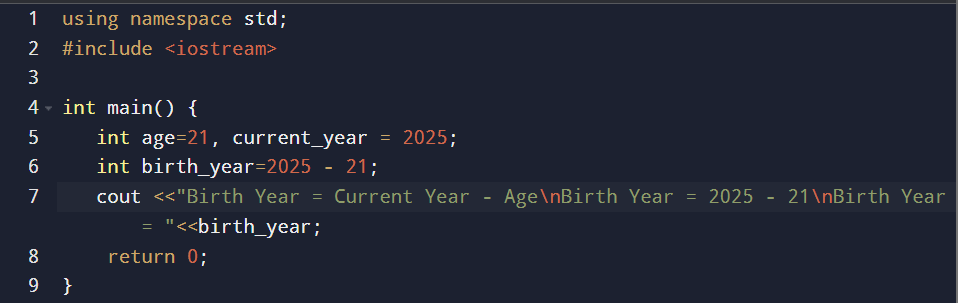 1 using namespace std;
2 #include <iostream>
3
4 int main() {
5 int age=21, current_year = 2025;
6 int birth_year=2025 - 21;
7 cout <<"Birth Year = Current Year - Age\nBirth Year = 2025 - 21\nBirth Year
= "<<birth_year;
8 return 0;
9 }